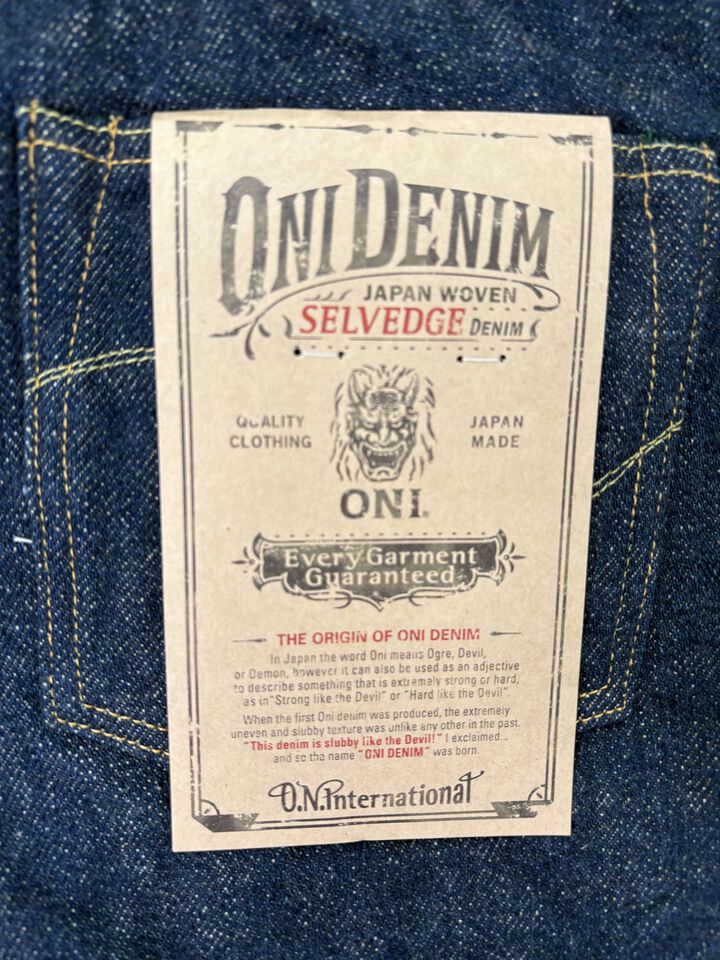 ONI DENIM
JAPAN WOVEN
SELVEDGE DENIM
QUALITY CLOTHING
JAPAN MADE
ONI.
Every Garment
Guaranteed
THE ORIGIN OF ONI DENIM
In Japan the word Oni means Ogre, Devil,
or Demon, however it can also be used as an adjective
to describe something that is extremely strong or hard,
as in "Strong like the Devil" or "Hard like the Devil".
When the first Oni denim was produced, the extremely
uneven and slubby texture was unlike any other in the past.
"This denim is slubby like the Devil!" I exclaimed...
and so the name "ONI DENIM" was born.
O.N.International